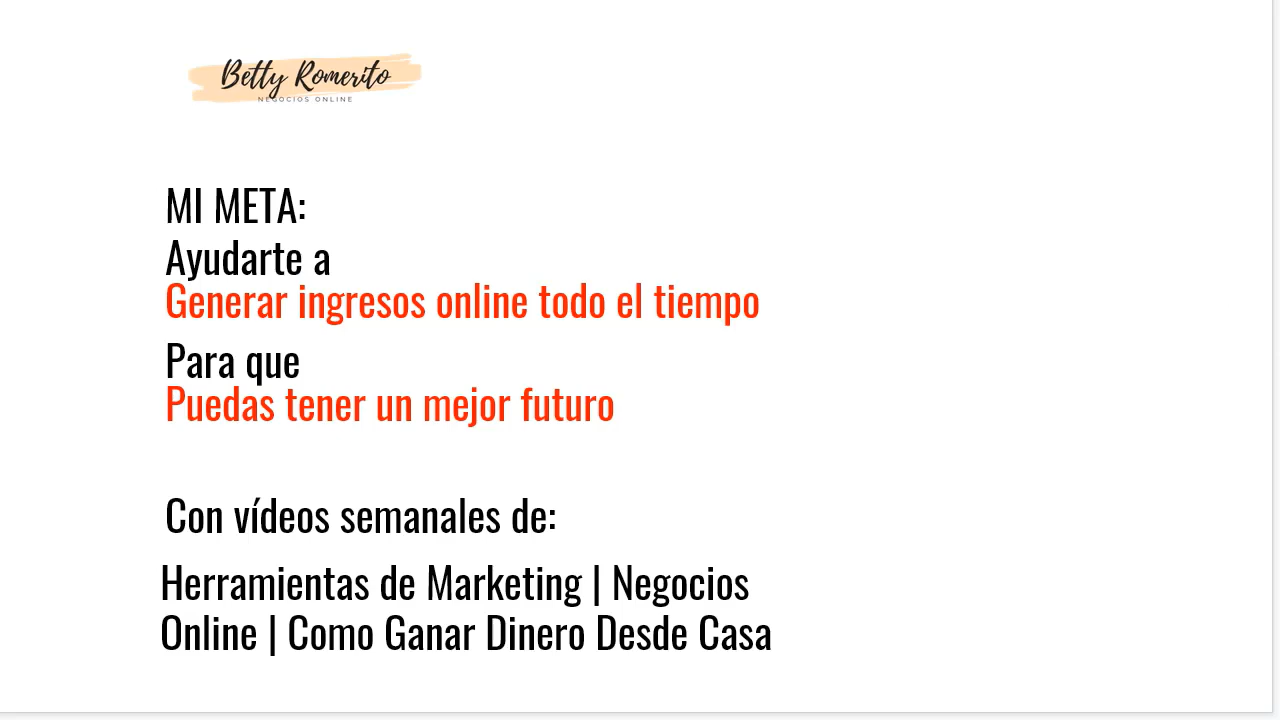 Betty Romerito
NEGOCIOS ONLINE
MI META:
Ayudarte a
Generar ingresos online todo el tiempo
Para que
Puedas tener un mejor futuro
Con vídeos semanales de:
Herramientas de Marketing | Negocios
Online | Como Ganar Dinero Desde Casa